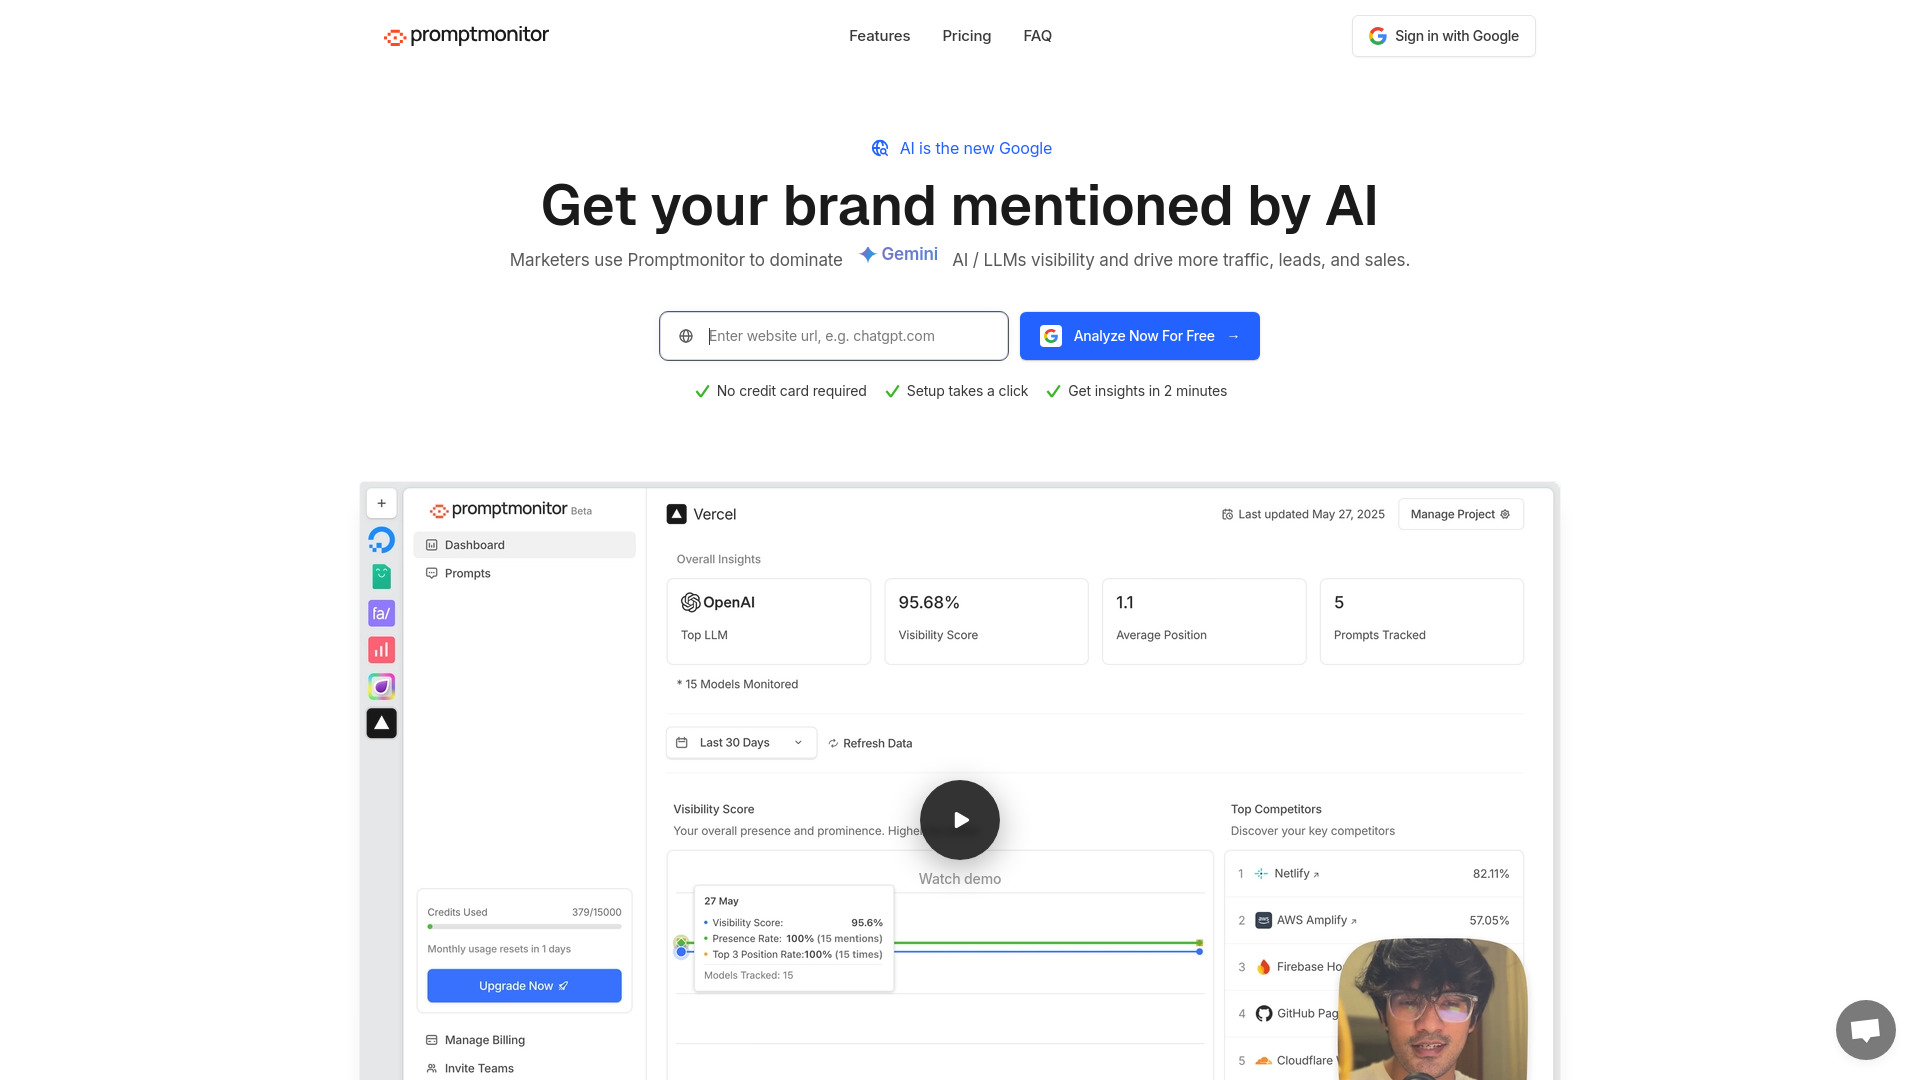 promptmonitor
Features
Pricing
FAQ
Sign in with Google
AI is the new Google
Get your brand mentioned by AI
Marketers use Promptmonitor to dominate Gemini AI / LLMs visibility and drive more traffic, leads, and sales.
Enter website url, e.g. chatgpt.com
Analyze Now For Free →
No credit card required
Setup takes a click
Get insights in 2 minutes
promptmonitor Beta
Dashboard
Prompts
fa/
Credits Used 379/15000
Monthly usage resets in 1 days
Upgrade Now
Manage Billing
Invite Teams
Vercel
Last updated May 27, 2025
Manage Project
Overall Insights
OpenAI
Top LLM
95.68%
Visibility Score
1.1
Average Position
5
Prompts Tracked
* 15 Models Monitored
Last 30 Days
Refresh Data
Visibility Score
Your overall presence and prominence. Higher
Watch demo
27 May
Visibility Score: 95.6%
Presence Rate: 100% (15 mentions)
Top 3 Position Rate:100% (15 times)
Models Tracked: 15
Top Competitors
Discover your key competitors
1 Netlify 82.11%
2 aws AWS Amplify 57.05%
3 Firebase Ho
4 GitHub Pag
5 Cloudflare